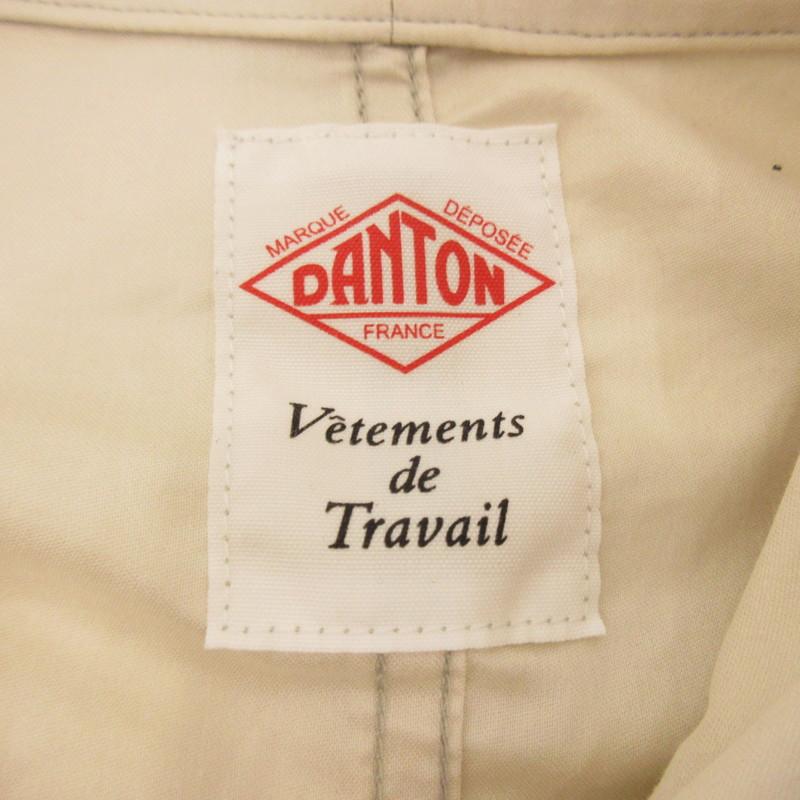 MARQUE DÉPOSÉE
DANTON
FRANCE
Vêtements
de
Travail